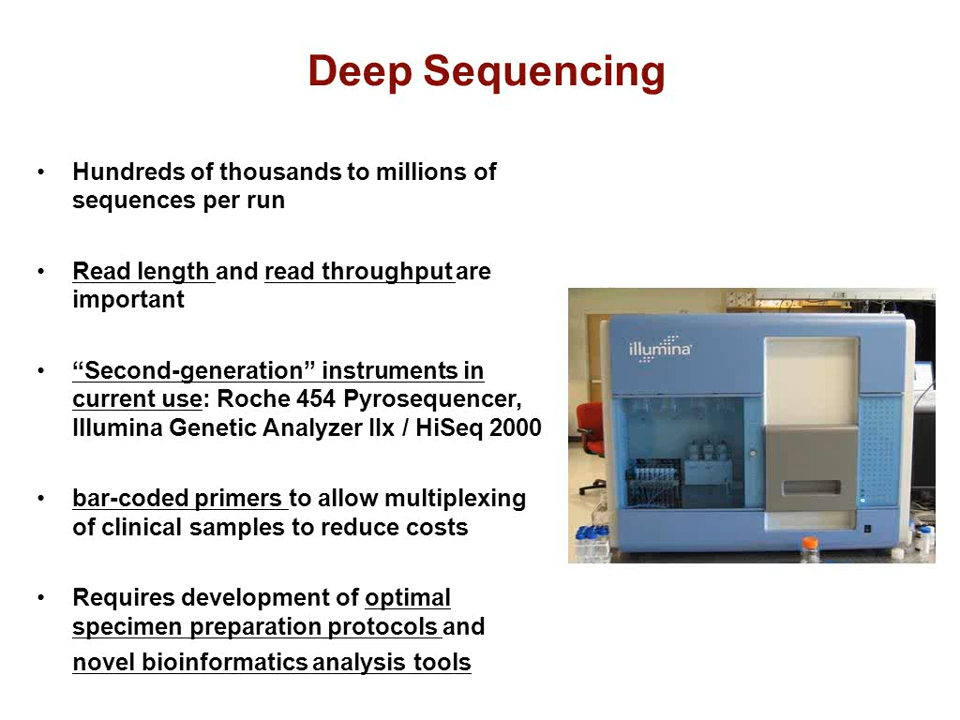 Deep Sequencing
• Hundreds of thousands to millions of
sequences per run
• Read length and read throughput are
important
• “Second-generation” instruments in
current use: Roche 454 Pyrosequencer,
Illumina Genetic Analyzer IIx / HiSeq 2000
• bar-coded primers to allow multiplexing
of clinical samples to reduce costs
• Requires development of optimal
specimen preparation protocols and
novel bioinformatics analysis tools
illumina